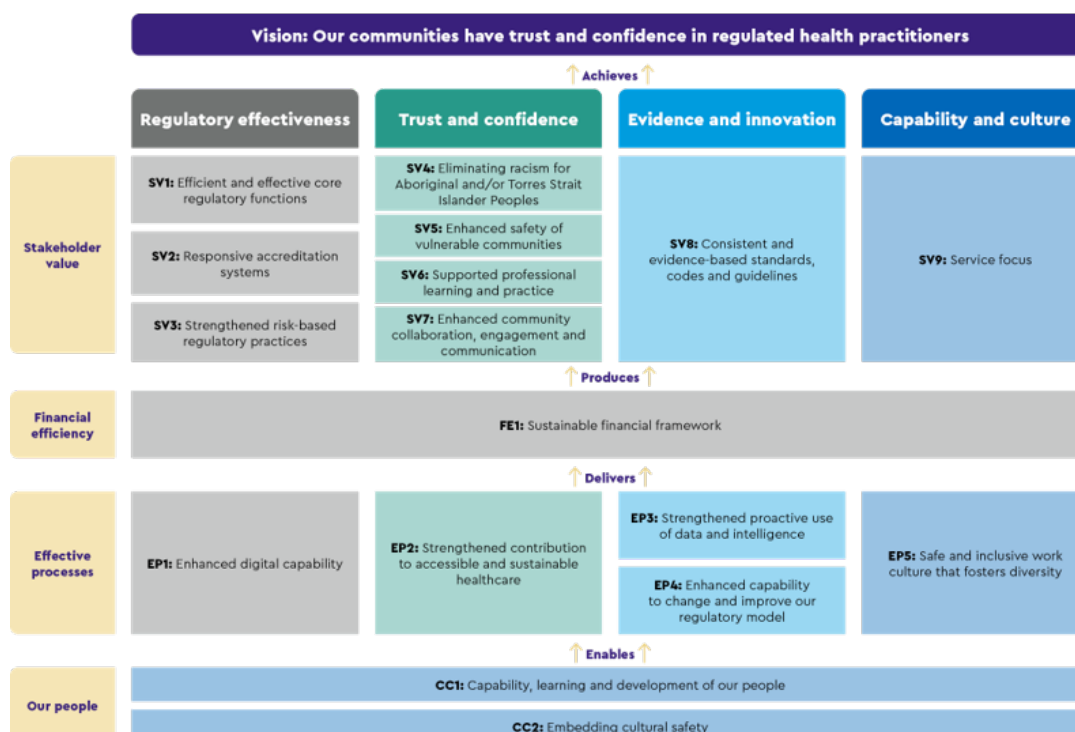 Vision: Our communities have trust and confidence in regulated health practitioners
Achieves
Regulatory effectiveness
Trust and confidence
Evidence and innovation
Capability and culture
Stakeholder
value
SV1: Efficient and effective core
regulatory functions
SV2: Responsive accreditation
systems
SV3: Strengthened risk-based
regulatory practices
SV4: Eliminating racism for
Aboriginal and/or Torres Strait
Islander Peoples
SV5: Enhanced safety of
vulnerable communities
SV6: Supported professional
learning and practice
SV7: Enhanced community
collaboration, engagement and
communication
SV8: Consistent and
evidence-based standards,
codes and guidelines
SV9: Service focus
Produces
Financial
efficiency
FE1: Sustainable financial framework
Delivers
Effective
processes
EP1: Enhanced digital capability
EP2: Strengthened contribution
to accessible and sustainable
healthcare
EP3: Strengthened proactive use
of data and intelligence
EP4: Enhanced capability
to change and improve our
regulatory model
EP5: Safe and inclusive work
culture that fosters diversity
Enables
Our people
CC1: Capability, learning and development of our people
CC2: Embedding cultural safety